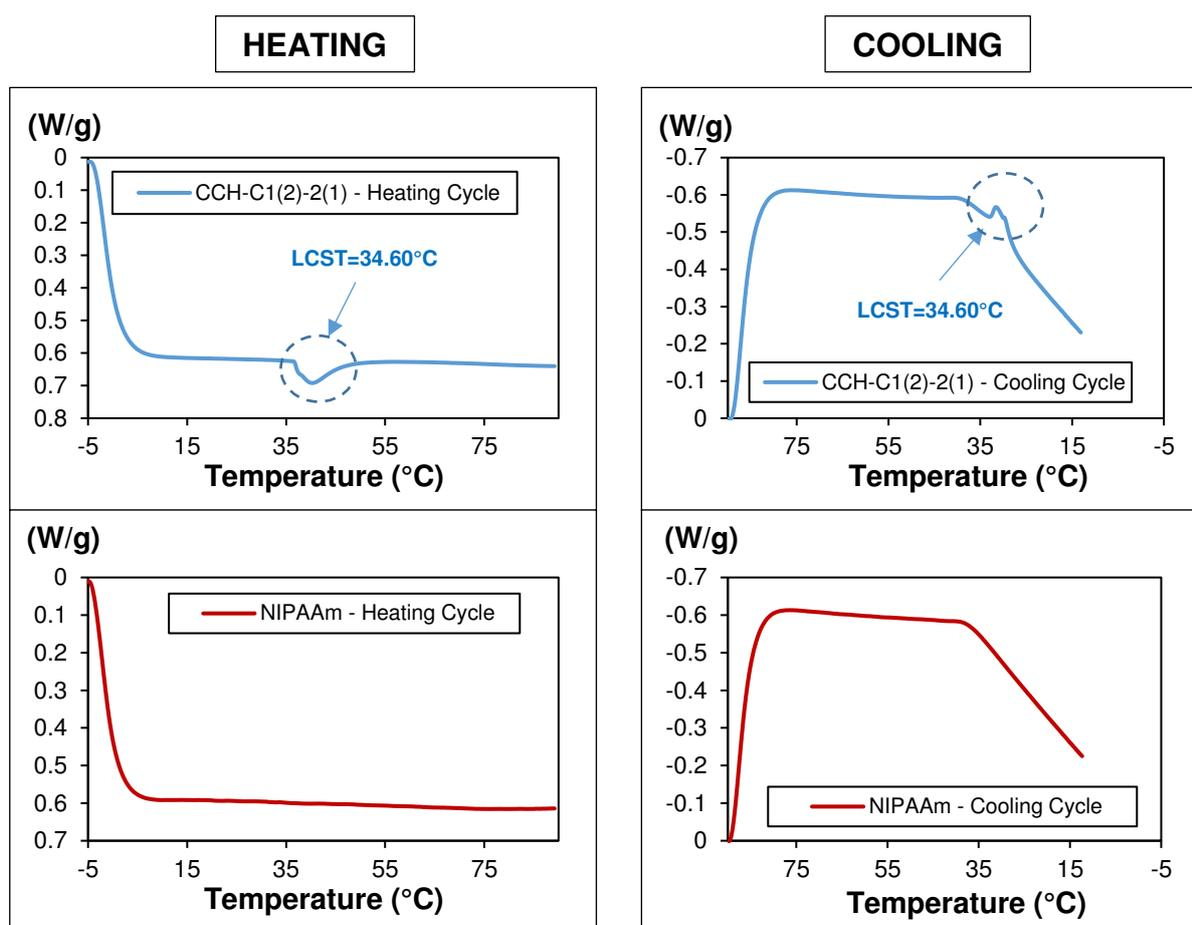 HEATING
COOLING
(W/g)
0
0.1
0.2
0.3
0.4
0.5
0.6
0.7
0.8
CCH-C1(2)-2(1) - Heating Cycle
LCST=34.60°C
-5 15 35 55 75
Temperature (°C)
(W/g)
-0.7
-0.6
-0.5
-0.4
-0.3
-0.2
-0.1
0
LCST=34.60°C
CCH-C1(2)-2(1) - Cooling Cycle
75 55 35 15 -5
Temperature (°C)
(W/g)
0
0.1
0.2
0.3
0.4
0.5
0.6
0.7
NIPAAm - Heating Cycle
-5 15 35 55 75
Temperature (°C)
(W/g)
-0.7
-0.6
-0.5
-0.4
-0.3
-0.2
-0.1
0
NIPAAm - Cooling Cycle
75 55 35 15 -5
Temperature (°C)